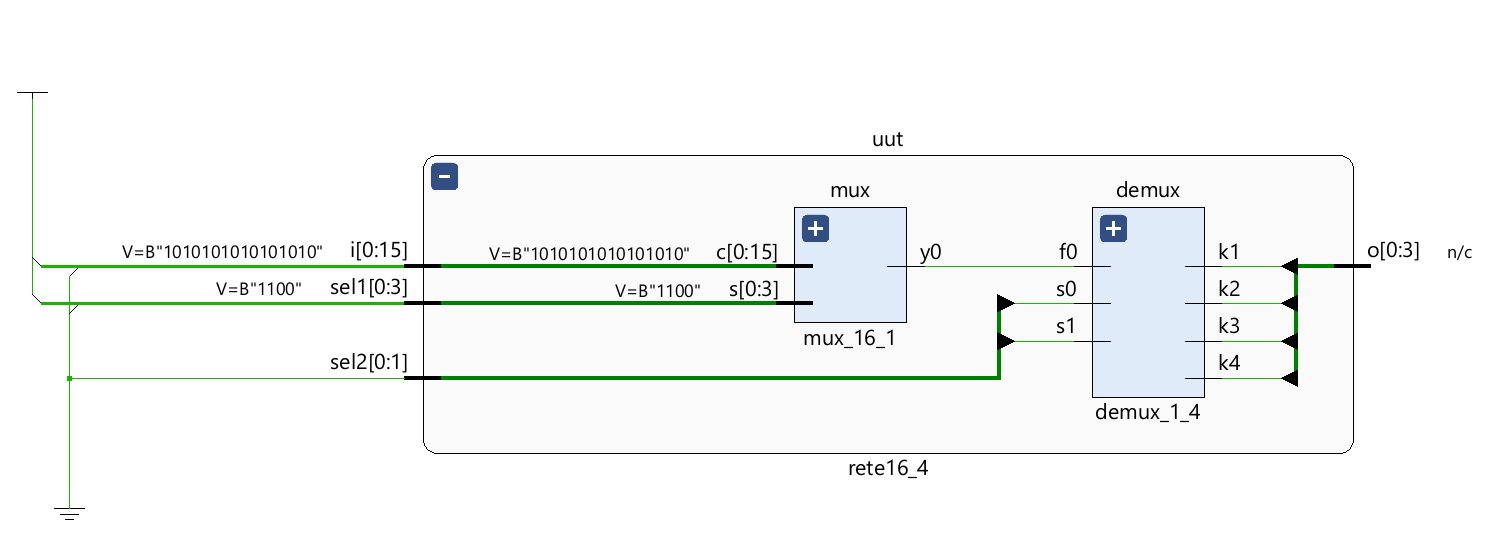 uut
mux
demux
V=B"1010101010101010" i[0:15] V=B"1010101010101010" c[0:15] y0 f0 k1 o[0:3] n/c
V=B"1100" sel1[0:3] V=B"1100" s[0:3] s0 k2
s1 k3
mux_16_1
sel2[0:1] k4
demux_1_4
rete16_4